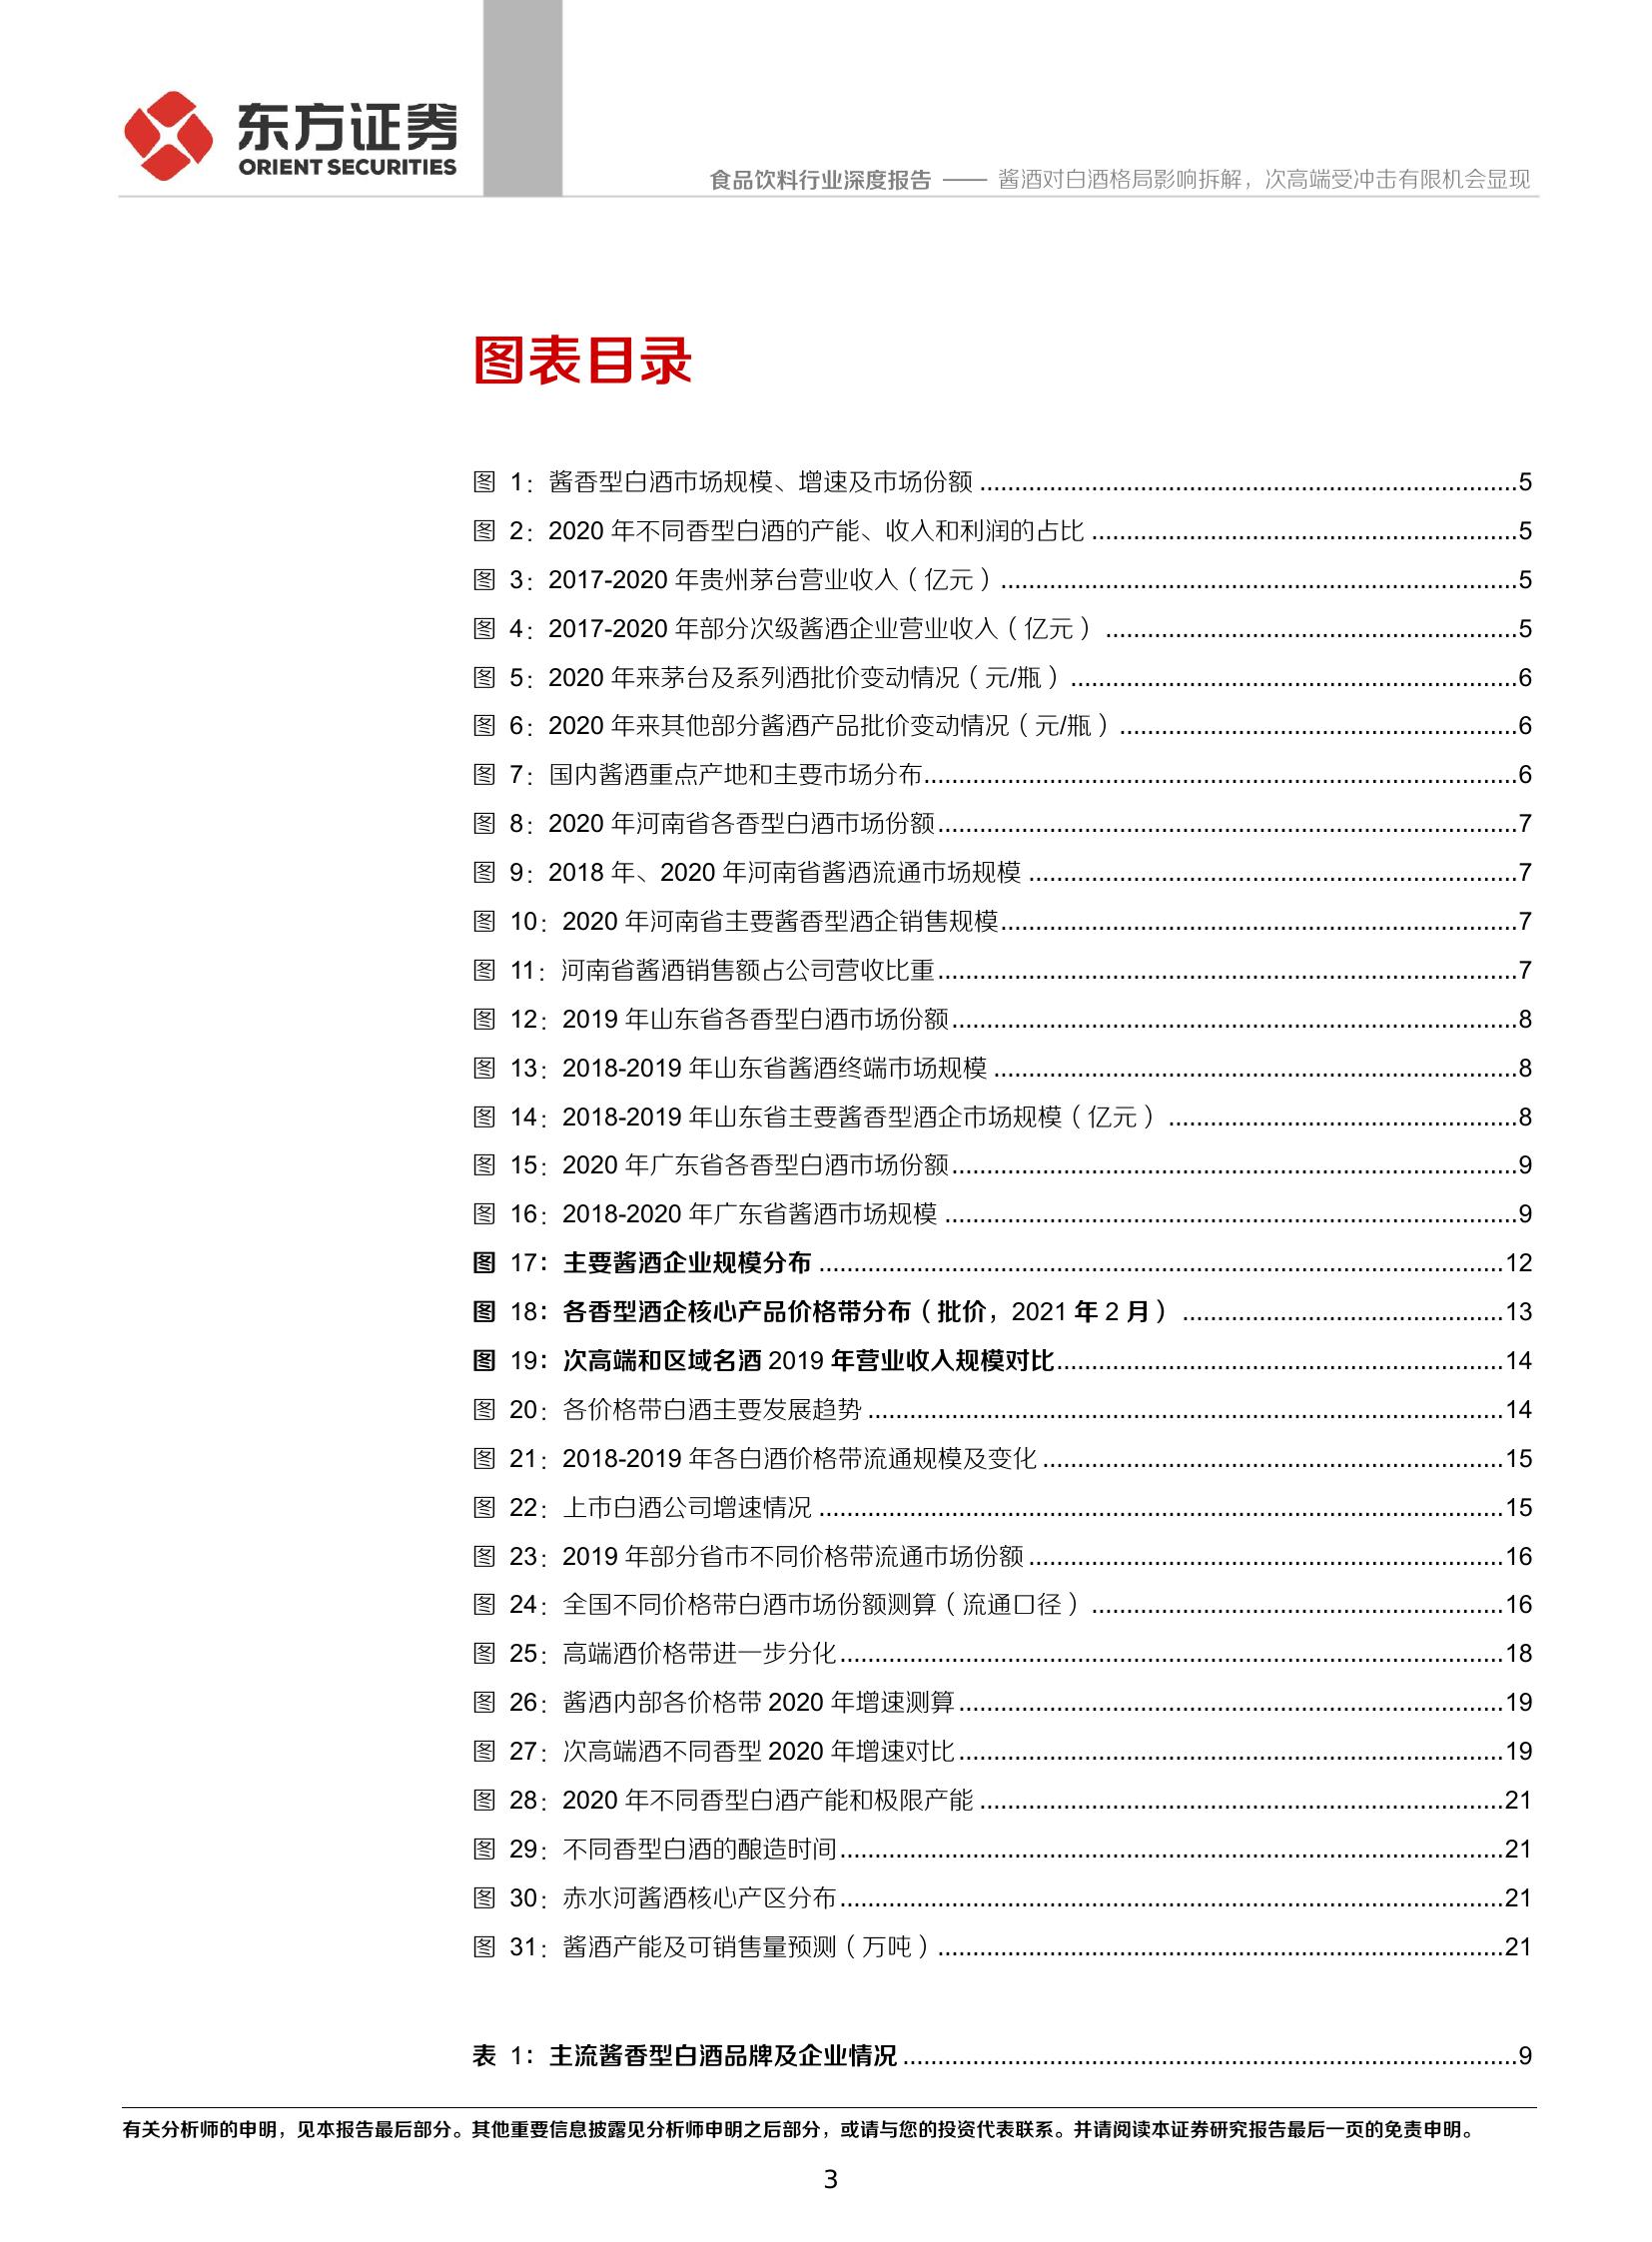 东方证券
ORIENT SECURITIES
食品饮料行业深度报告 —— 酱酒对白酒格局影响拆解，次高端受冲击有限机会显现
图表目录
图 1：酱香型白酒市场规模、增速及市场份额 ........................................5
图 2：2020 年不同香型白酒的产能、收入和利润的占比 ........................................5
图 3：2017-2020 年贵州茅台营业收入（亿元）........................................5
图 4：2017-2020 年部分次级酱酒企业营业收入（亿元）........................................5
图 5：2020 年来茅台及系列酒批价变动情况（元/瓶）........................................6
图 6：2020 年来其他部分酱酒产品批价变动情况（元/瓶）........................................6
图 7：国内酱酒重点产地和主要市场分布........................................6
图 8：2020 年河南省各香型白酒市场份额........................................7
图 9：2018 年、2020 年河南省酱酒流通市场规模 ........................................7
图 10：2020 年河南省主要酱香型酒企销售规模........................................7
图 11：河南省酱酒销售额占公司营收比重........................................7
图 12：2019 年山东省各香型白酒市场份额........................................8
图 13：2018-2019 年山东省酱酒终端市场规模 ........................................8
图 14：2018-2019 年山东省主要酱香型酒企市场规模（亿元）........................................8
图 15：2020 年广东省各香型白酒市场份额........................................9
图 16：2018-2020 年广东省酱酒市场规模 ........................................9
图 17：主要酱酒企业规模分布 ........................................12
图 18：各香型酒企核心产品价格带分布（批价，2021 年 2 月）........................................13
图 19：次高端和区域名酒 2019 年营业收入规模对比........................................14
图 20：各价格带白酒主要发展趋势 ........................................14
图 21：2018-2019 年各白酒价格带流通规模及变化 ........................................15
图 22：上市白酒公司增速情况 ........................................15
图 23：2019 年部分省市不同价格带流通市场份额 ........................................16
图 24：全国不同价格带白酒市场份额测算（流通口径）........................................16
图 25：高端酒价格带进一步分化........................................18
图 26：酱酒内部各价格带 2020 年增速测算........................................19
图 27：次高端酒不同香型 2020 年增速对比........................................19
图 28：2020 年不同香型白酒产能和极限产能 ........................................21
图 29：不同香型白酒的酿造时间........................................21
图 30：赤水河酱酒核心产区分布........................................21
图 31：酱酒产能及可销售量预测（万吨）........................................21
表 1：主流酱香型白酒品牌及企业情况 ........................................9
有关分析师的申明，见本报告最后部分。其他重要信息披露见分析师申明之后部分，或请与您的投资代表联系。并请阅读本证券研究报告最后一页的免责申明。
3